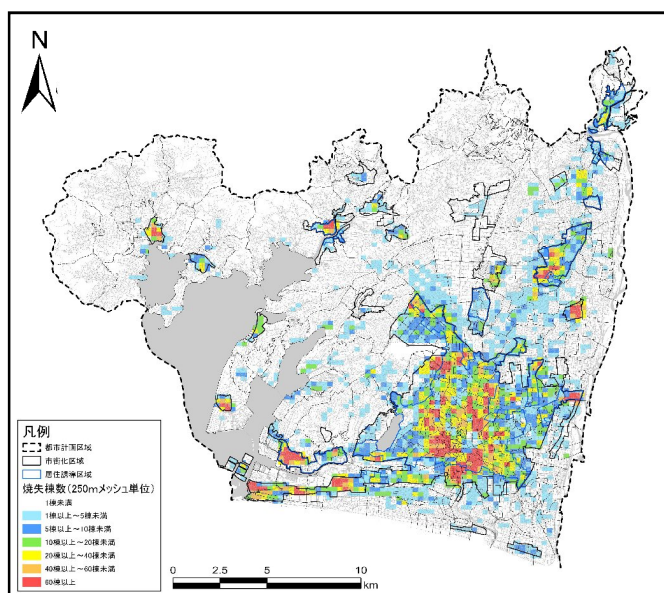 N
凡例
都市計画区域
市街化区域
居住誘導区域
焼失棟数(250mメッシュ単位)
1棟未満
1棟以上～5棟未満
5棟以上～10棟未満
10棟以上～20棟未満
20棟以上～40棟未満
40棟以上～60棟未満
60棟以上
0 2.5 5 10
km